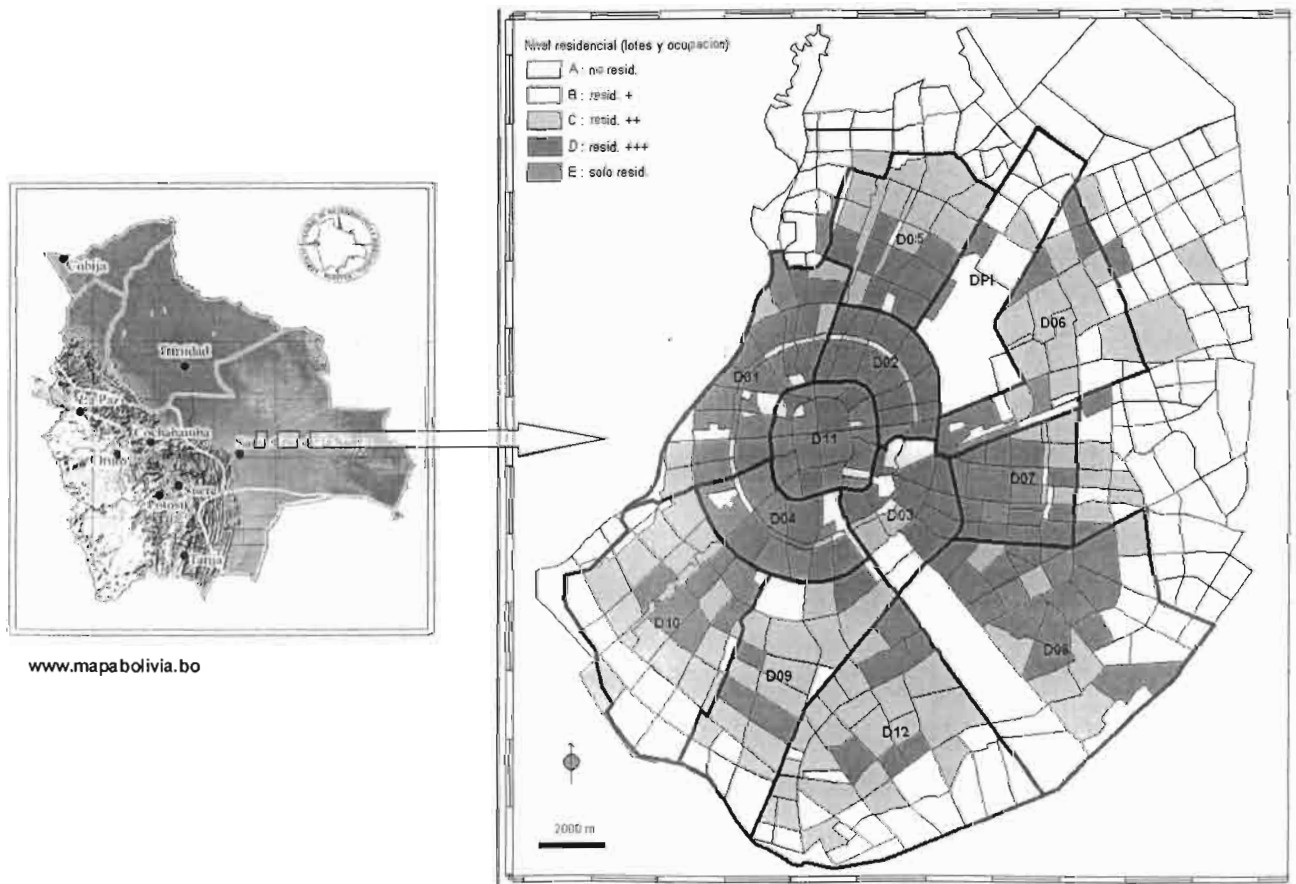 Nivel residencial (lotes y ocupacion)
A : no resid.
B : resid. +
C : resid. ++
D : resid. +++
E : solo resid.
Cobija
Trinidad
La Paz
Cochabamba
Oruro
Sucre
Potosí
Tarija
www.mapabolivia.bo
D05
DPI
D06
D02
D01
D11
D07
D03
D04
D10
D08
D09
D12
2000 m